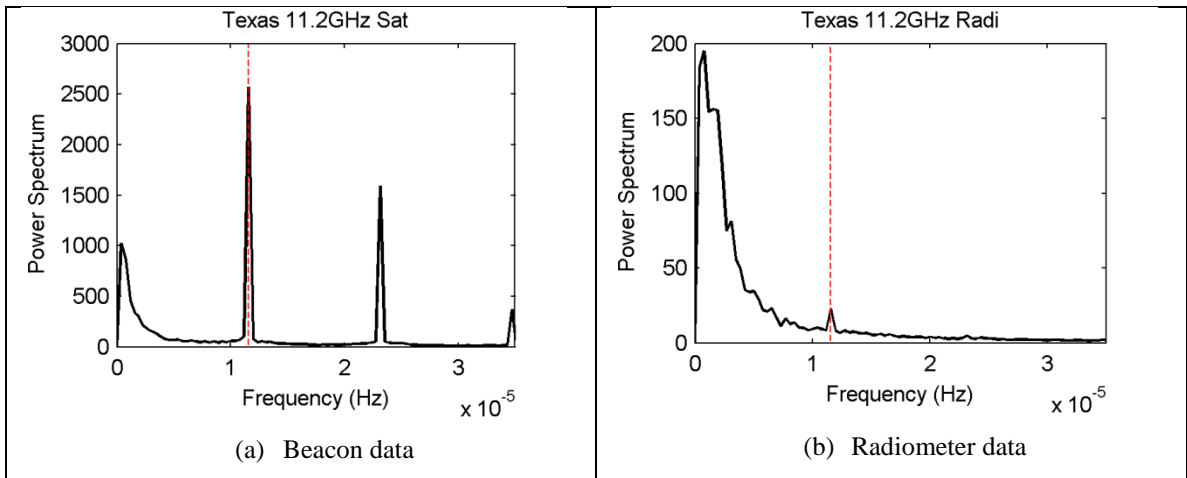 Texas 11.2GHz Sat
3000
2500
2000
1500
1000
500
0
Power Spectrum
0 1 2 3
Frequency (Hz)
x 10^-5
(a) Beacon data
Texas 11.2GHz Radi
200
150
100
50
0
Power Spectrum
0 1 2 3
Frequency (Hz)
x 10^-5
(b) Radiometer data